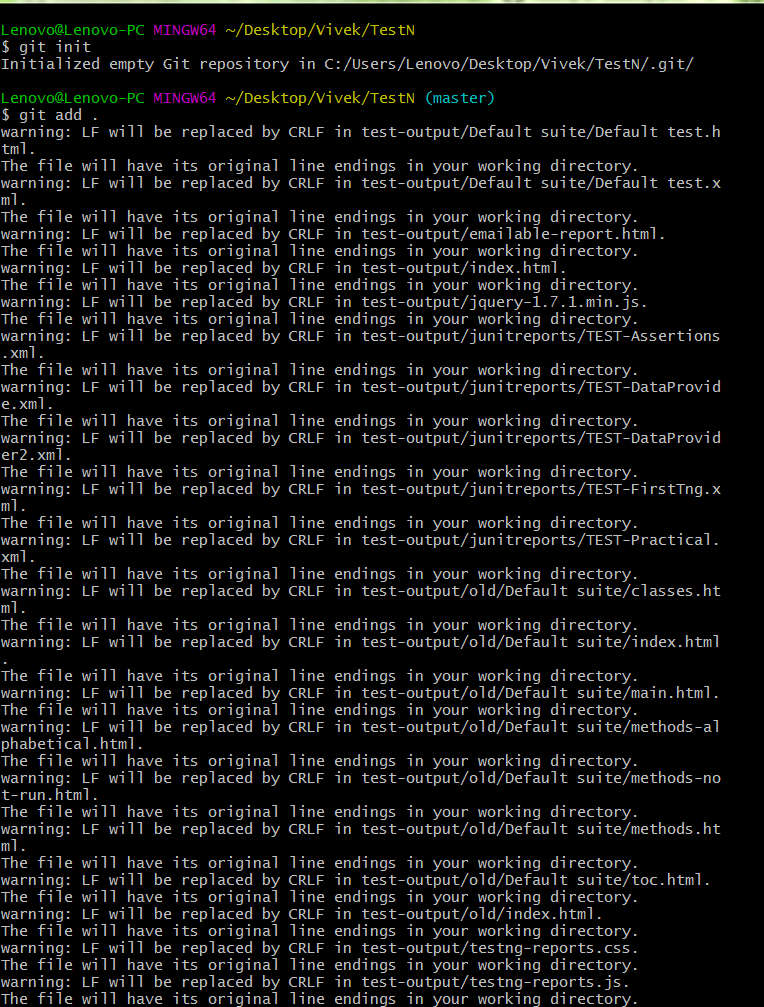 Lenovo@Lenovo-PC MINGW64 ~/Desktop/Vivek/TestN
$ git init
Initialized empty Git repository in C:/Users/Lenovo/Desktop/Vivek/TestN/.git/
Lenovo@Lenovo-PC MINGW64 ~/Desktop/Vivek/TestN (master)
$ git add .
warning: LF will be replaced by CRLF in test-output/Default suite/Default test.h
tml.
The file will have its original line endings in your working directory.
warning: LF will be replaced by CRLF in test-output/Default suite/Default test.x
ml.
The file will have its original line endings in your working directory.
warning: LF will be replaced by CRLF in test-output/emailable-report.html.
The file will have its original line endings in your working directory.
warning: LF will be replaced by CRLF in test-output/index.html.
The file will have its original line endings in your working directory.
warning: LF will be replaced by CRLF in test-output/jquery-1.7.1.min.js.
The file will have its original line endings in your working directory.
warning: LF will be replaced by CRLF in test-output/junitreports/TEST-Assertions
.xml.
The file will have its original line endings in your working directory.
warning: LF will be replaced by CRLF in test-output/junitreports/TEST-DataProvid
e.xml.
The file will have its original line endings in your working directory.
warning: LF will be replaced by CRLF in test-output/junitreports/TEST-DataProvid
er2.xml.
The file will have its original line endings in your working directory.
warning: LF will be replaced by CRLF in test-output/junitreports/TEST-FirstTng.x
ml.
The file will have its original line endings in your working directory.
warning: LF will be replaced by CRLF in test-output/junitreports/TEST-Practical.
xml.
The file will have its original line endings in your working directory.
warning: LF will be replaced by CRLF in test-output/old/Default suite/classes.ht
ml.
The file will have its original line endings in your working directory.
warning: LF will be replaced by CRLF in test-output/old/Default suite/index.html
.
The file will have its original line endings in your working directory.
warning: LF will be replaced by CRLF in test-output/old/Default suite/main.html.
The file will have its original line endings in your working directory.
warning: LF will be replaced by CRLF in test-output/old/Default suite/methods-al
phabetical.html.
The file will have its original line endings in your working directory.
warning: LF will be replaced by CRLF in test-output/old/Default suite/methods-no
t-run.html.
The file will have its original line endings in your working directory.
warning: LF will be replaced by CRLF in test-output/old/Default suite/methods.ht
ml.
The file will have its original line endings in your working directory.
warning: LF will be replaced by CRLF in test-output/old/Default suite/toc.html.
The file will have its original line endings in your working directory.
warning: LF will be replaced by CRLF in test-output/old/index.html.
The file will have its original line endings in your working directory.
warning: LF will be replaced by CRLF in test-output/testng-reports.css.
The file will have its original line endings in your working directory.
warning: LF will be replaced by CRLF in test-output/testng-reports.js.
The file will have its original line endings in your working directory.